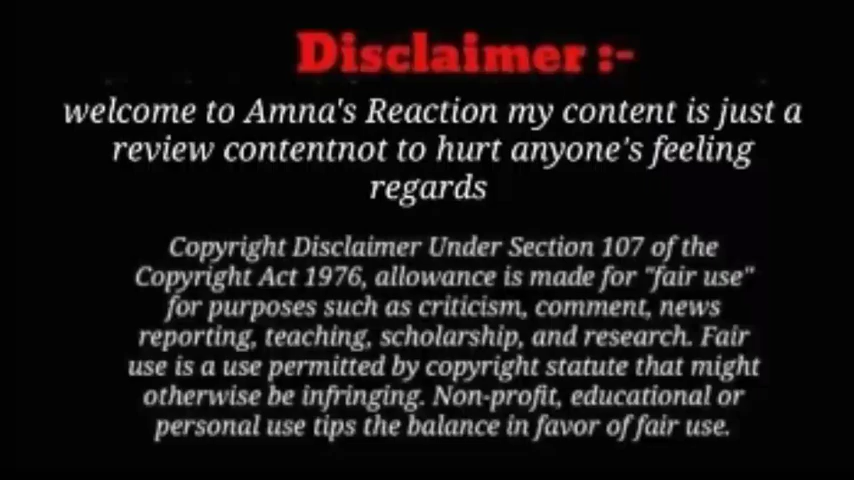 Disclaimer :-
welcome to Amna's Reaction my content is just a
review contentnot to hurt anyone's feeling
regards
Copyright Disclaimer Under Section 107 of the
Copyright Act 1976, allowance is made for "fair use"
for purposes such as criticism, comment, news
reporting, teaching, scholarship, and research. Fair
use is a use permitted by copyright statute that might
otherwise be infringing. Non-profit, educational or
personal use tips the balance in favor of fair use.